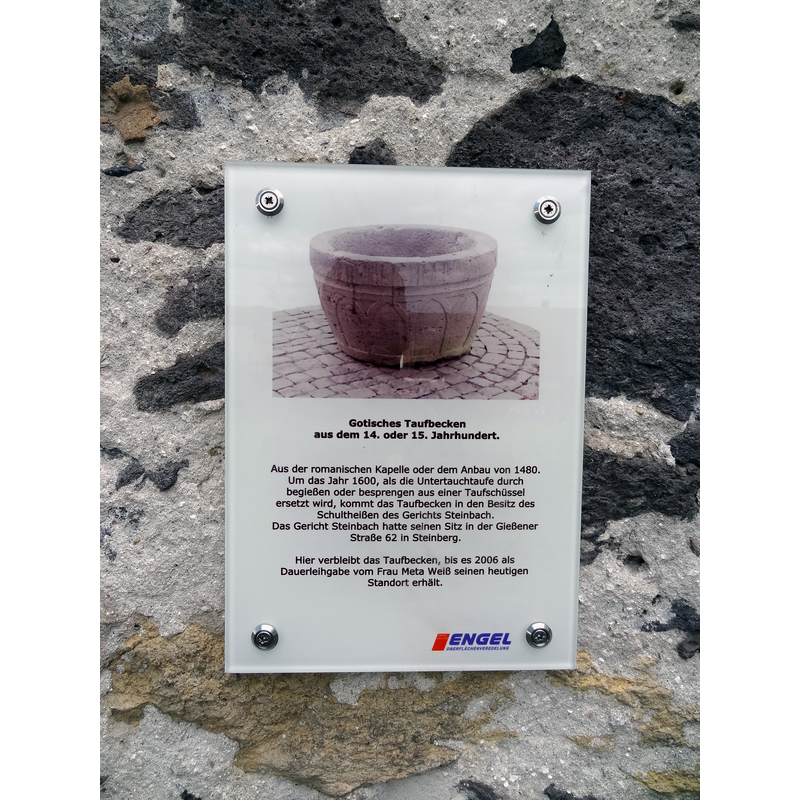 Gotisches Taufbecken
aus dem 14. oder 15. Jahrhundert.
Aus der romanischen Kapelle oder dem Anbau von 1480.
Um das Jahr 1600, als die Untertauchtaufe durch
begießen oder besprengen aus einer Taufschüssel
ersetzt wird, kommt das Taufbecken in den Besitz des
Schultheißen des Gerichts Steinbach.
Das Gericht Steinbach hatte seinen Sitz in der Gießener
Straße 62 in Steinberg.
Hier verbleibt das Taufbecken, bis es 2006 als
Dauerleihgabe vom Frau Meta Weiß seinen heutigen
Standort erhält.
ENGEL
OBERFLÄCHENVEREDELUNG